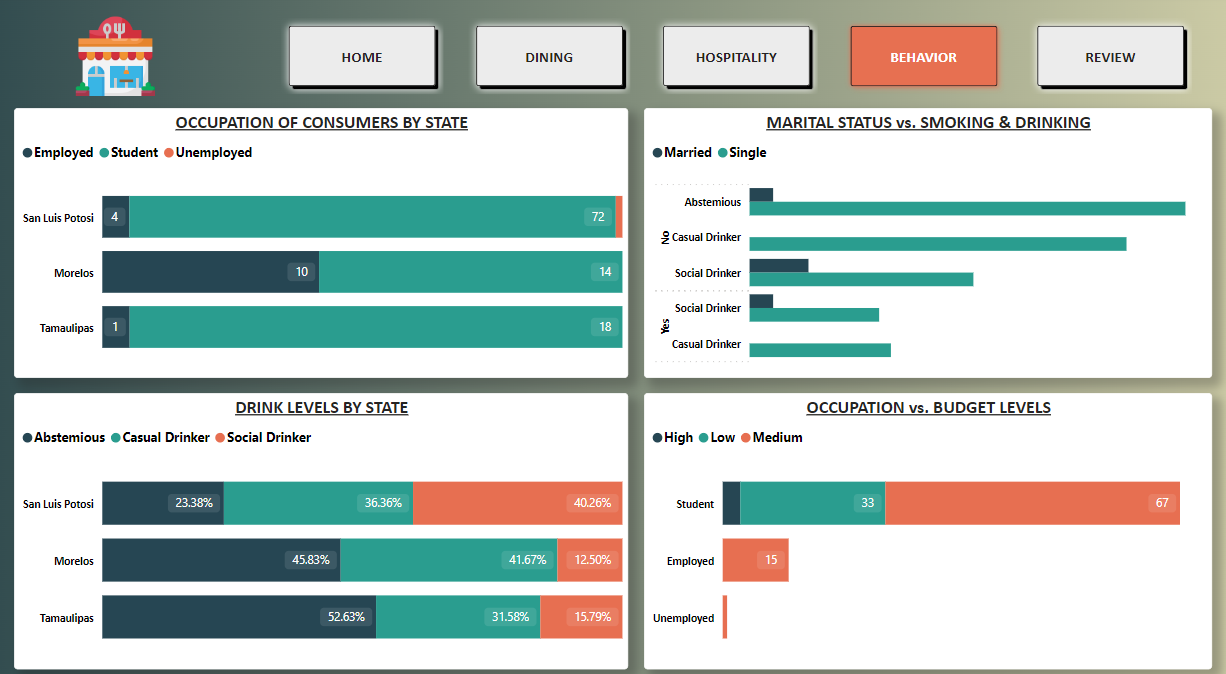 HOME
DINING
HOSPITALITY
BEHAVIOR
REVIEW
OCCUPATION OF CONSUMERS BY STATE
Employed Student Unemployed
San Luis Potosi 4 72
Morelos 10 14
Tamaulipas 1 18
MARITAL STATUS vs. SMOKING & DRINKING
Married Single
No
Abstemious
Casual Drinker
Social Drinker
Yes
Social Drinker
Casual Drinker
DRINK LEVELS BY STATE
Abstemious Casual Drinker Social Drinker
San Luis Potosi 23.38% 36.36% 40.26%
Morelos 45.83% 41.67% 12.50%
Tamaulipas 52.63% 31.58% 15.79%
OCCUPATION vs. BUDGET LEVELS
High Low Medium
Student 33 67
Employed 15
Unemployed